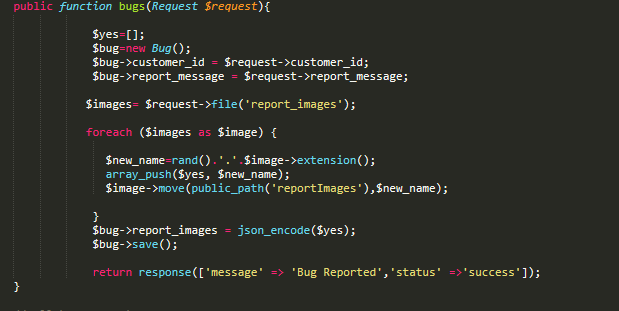 public function bugs(Request $request){
$yes=[];
$bug=new Bug();
$bug->customer_id = $request->customer_id;
$bug->report_message = $request->report_message;
$images= $request->file('report_images');
foreach ($images as $image) {
$new_name=rand().'.'.$image->extension();
array_push($yes, $new_name);
$image->move(public_path('reportImages'),$new_name);
}
$bug->report_images = json_encode($yes);
$bug->save();
return response(['message' => 'Bug Reported','status' =>'success']);
}